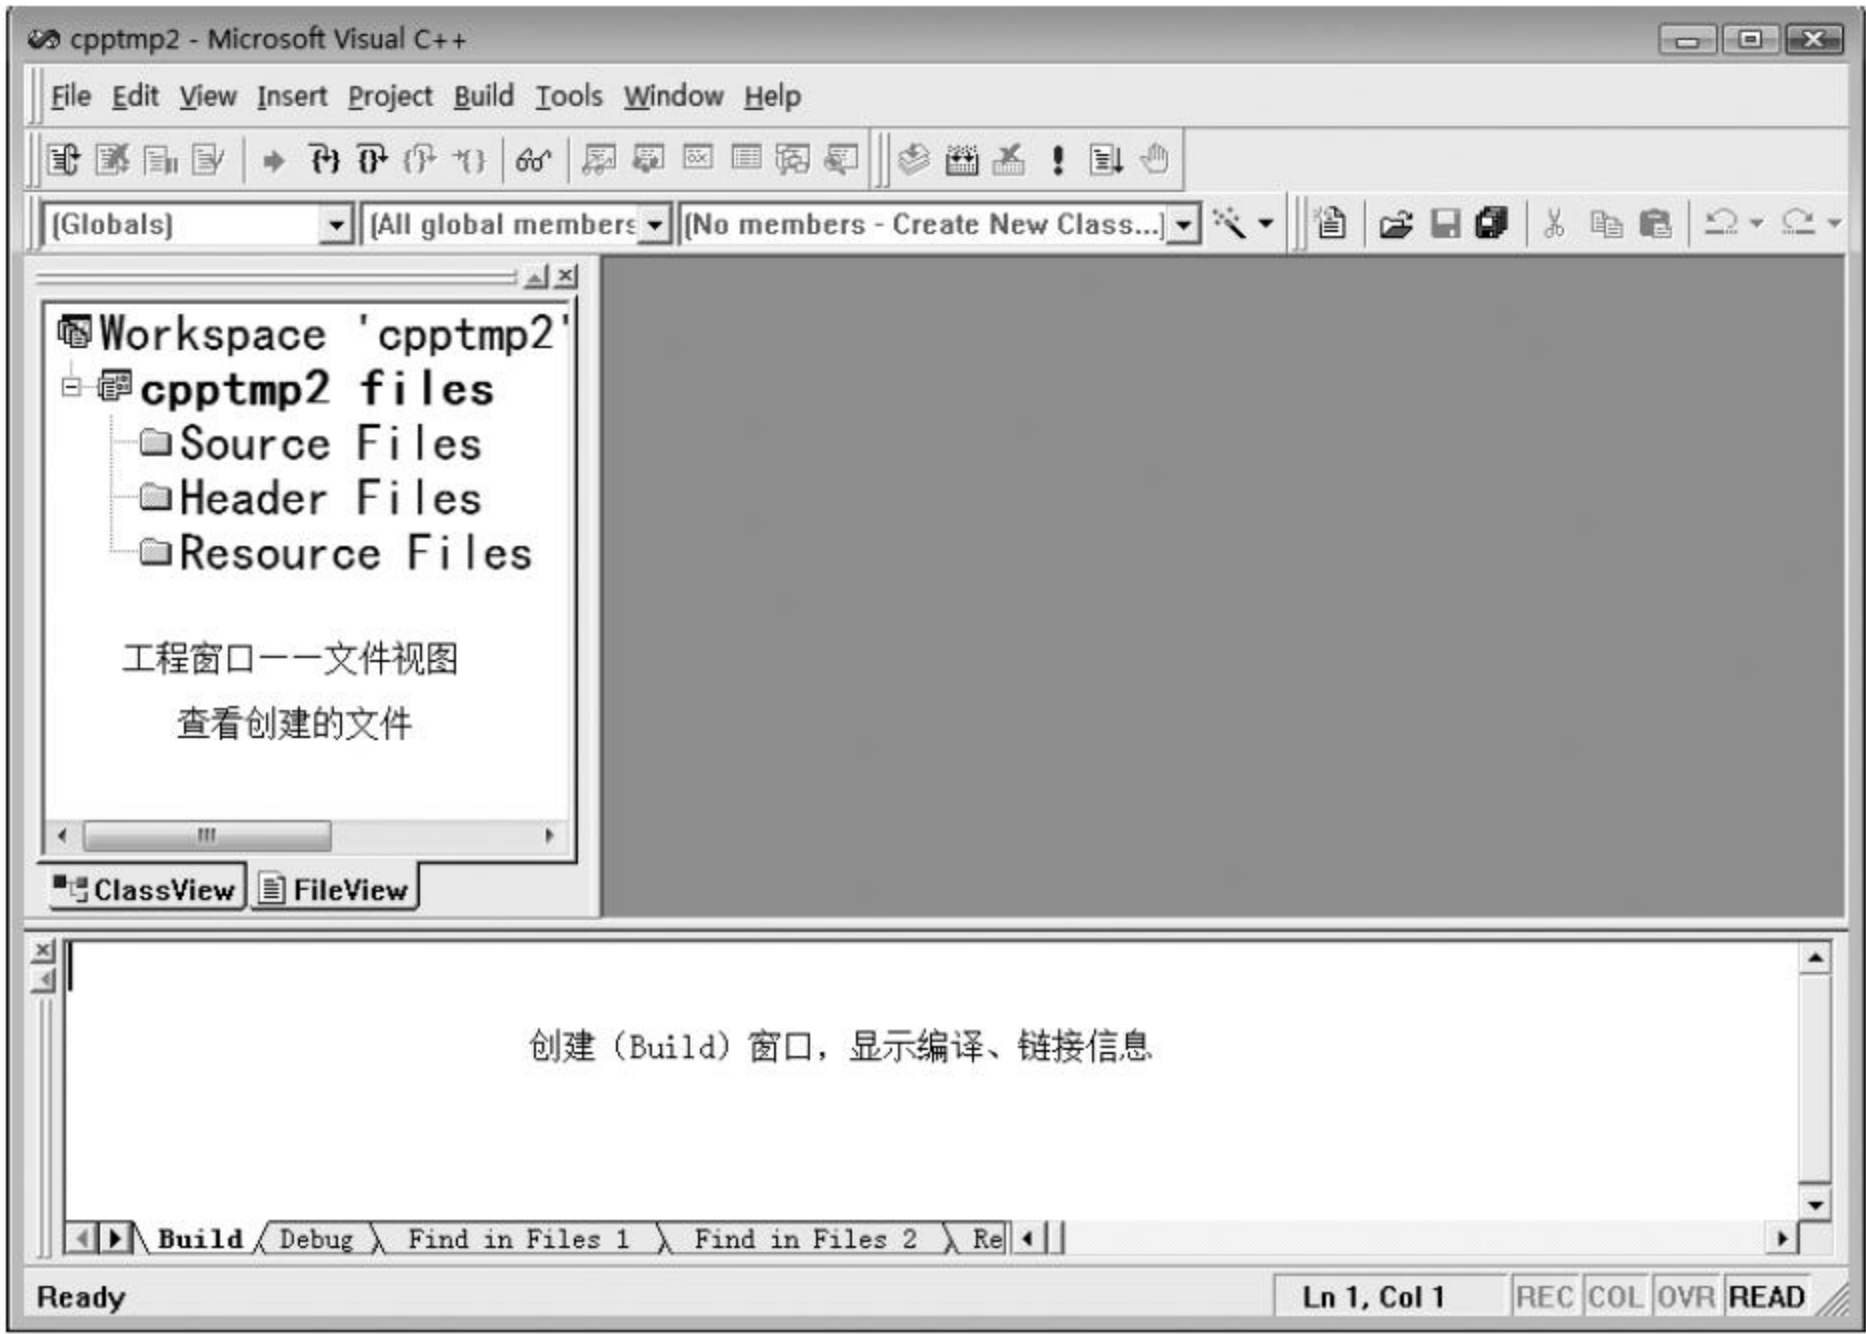 cpptmp2 - Microsoft Visual C++
File Edit View Insert Project Build Tools Window Help
(Globals) (All global members (No members - Create New Class...)
Workspace 'cpptmp2'
cpptmp2 files
Source Files
Header Files
Resource Files
工程窗口——文件视图
查看创建的文件
ClassView FileView
创建（Build）窗口，显示编译、链接信息
Build Debug Find in Files 1 Find in Files 2 Re
Ready Ln 1, Col 1 REC COL OVR READ